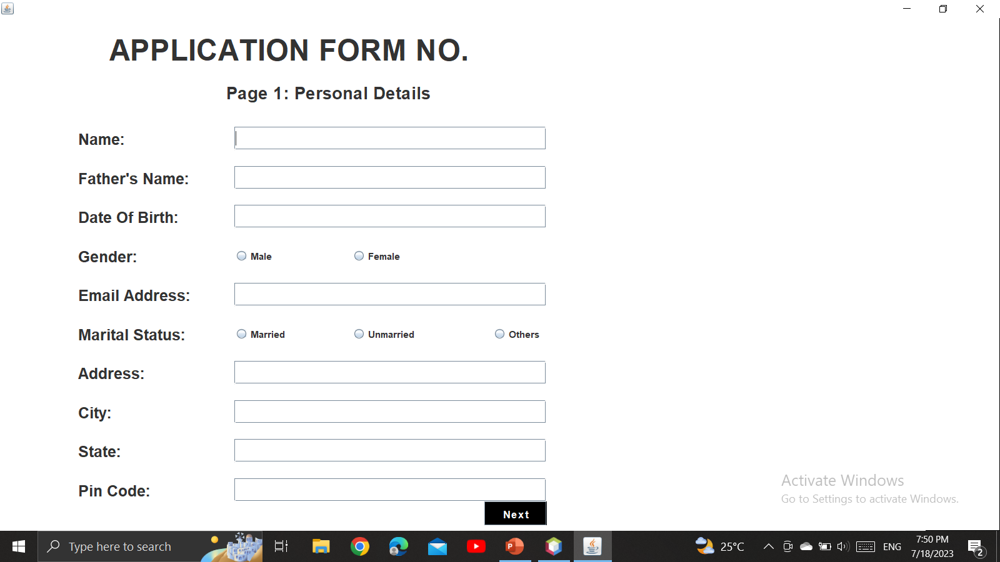 APPLICATION FORM NO.
Page 1: Personal Details
Name:
Father's Name:
Date Of Birth:
Gender: Male Female
Email Address:
Marital Status: Married Unmarried Others
Address:
City:
State:
Pin Code:
Next
Activate Windows
Go to Settings to activate Windows.
Type here to search
25°C
ENG
7:50 PM
7/18/2023
2